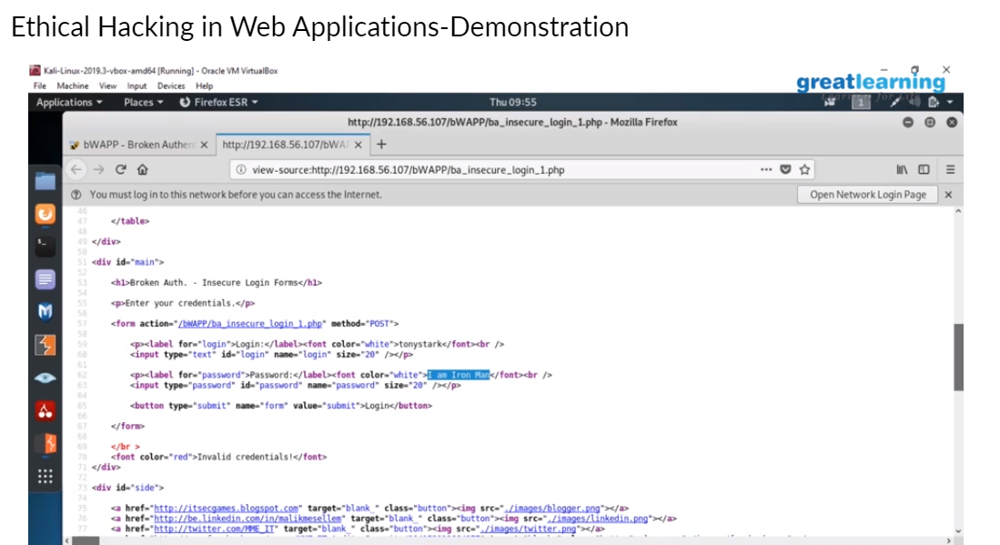 Ethical Hacking in Web Applications-Demonstration
Kali-Linux-2019.3-vbox-amd64 [Running] - Oracle VM VirtualBox
File Machine View Input Devices Help
greatlearning
Applications Places Firefox ESR Thu 09:55 1
http://192.168.56.107/bWAPP/ba_insecure_login_1.php - Mozilla Firefox
bWAPP - Broken Authen http://192.168.56.107/bWA
view-source:http://192.168.56.107/bWAPP/ba_insecure_login_1.php
You must log in to this network before you can access the Internet. Open Network Login Page
46
47 </table>
48
49 </div>
50
51 <div id="main">
52
53 <h1>Broken Auth. - Insecure Login Forms</h1>
54
55 <p>Enter your credentials.</p>
56
57 <form action="/bWAPP/ba_insecure_login_1.php" method="POST">
58
59 <p><label for="login">Login:</label><font color="white">tonystark</font><br />
60 <input type="text" id="login" name="login" size="20" /></p>
61
62 <p><label for="password">Password:</label><font color="white">I am Iron Man</font><br />
63 <input type="password" id="password" name="password" size="20" /></p>
64
65 <button type="submit" name="form" value="submit">Login</button>
66
67 </form>
68
69 </br >
70 <font color="red">Invalid credentials!</font>
71 </div>
72
73 <div id="side">
74
75 <a href="http://itsecgames.blogspot.com" target="blank_" class="button"><img src="./images/blogger.png"></a>
76 <a href="http://be.linkedin.com/in/malikmesellem" target="blank_" class="button"><img src="./images/linkedin.png"></a>
77 <a href="http://twitter.com/MME_IT" target="blank_" class="button"><img src="./images/twitter.png"></a>